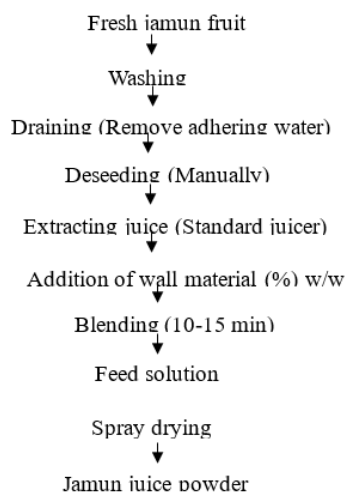 Fresh jamun fruit
Washing
Draining (Remove adhering water)
Deseeding (Manually)
Extracting juice (Standard juicer)
Addition of wall material (%) w/w
Blending (10-15 min)
Feed solution
Spray drying
Jamun juice powder